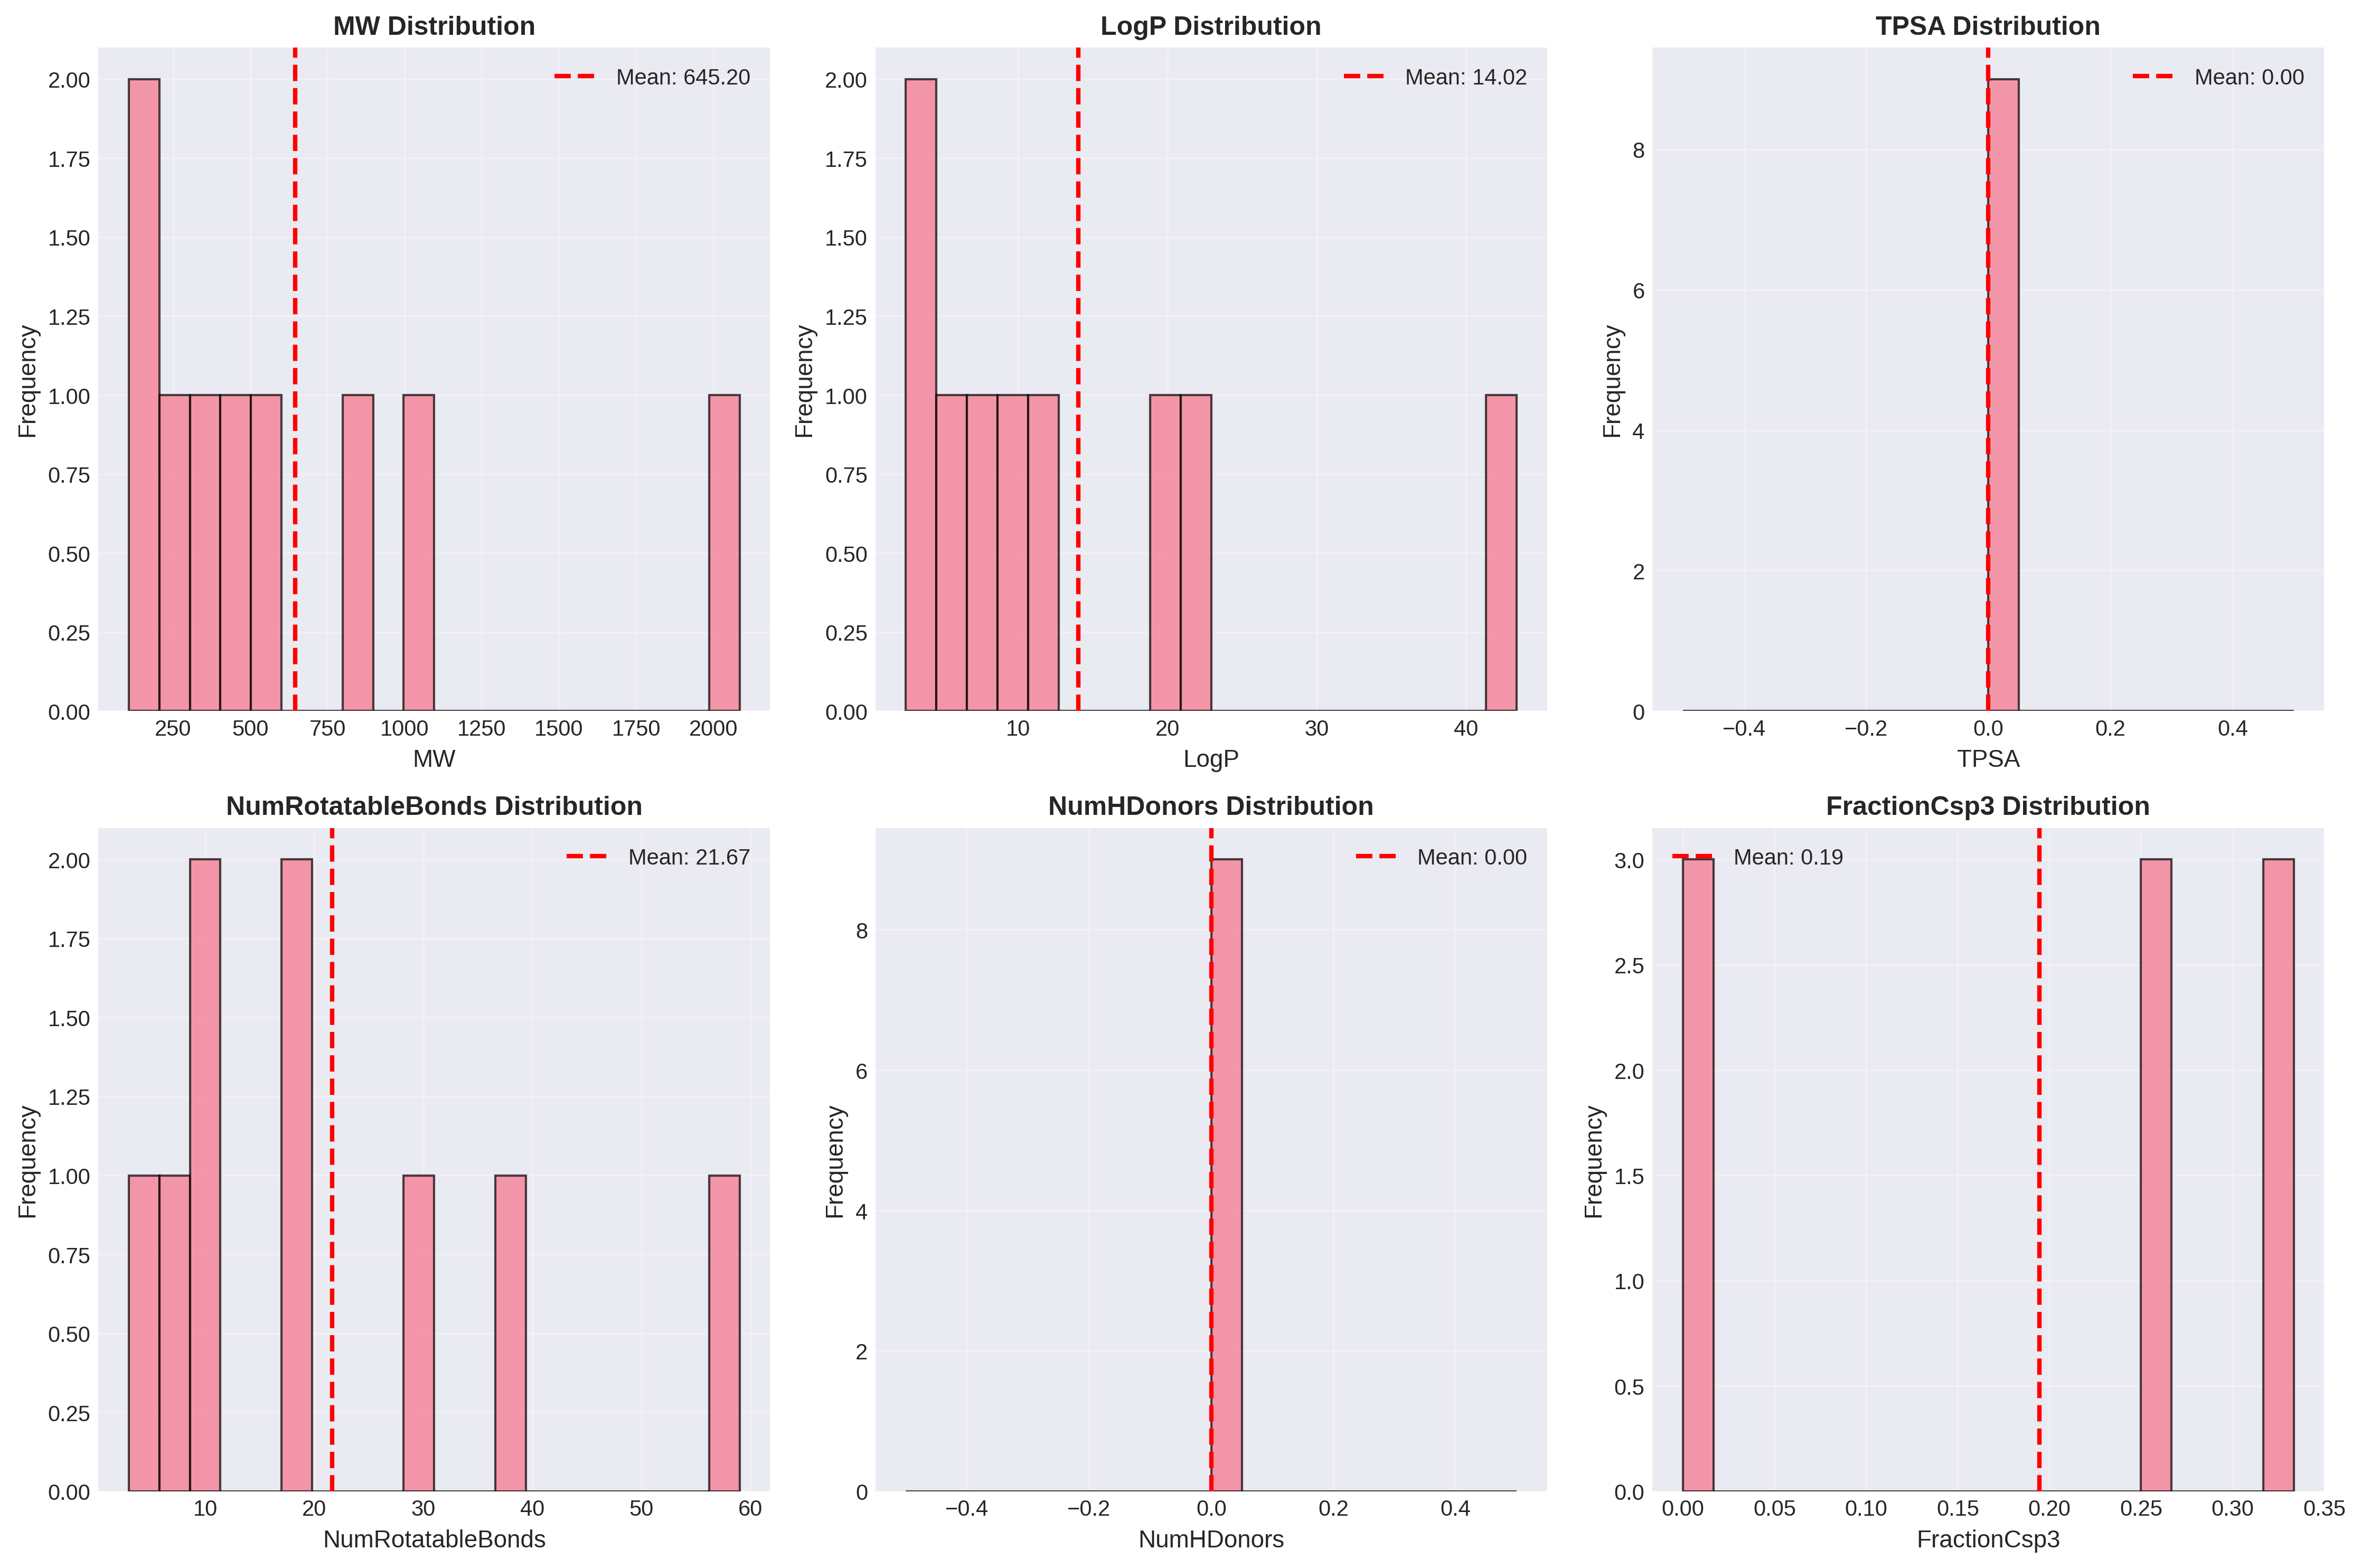 MW Distribution
Mean: 645.20
2.00
1.75
1.50
1.25
1.00
0.75
0.50
0.25
0.00
Frequency
250 500 750 1000 1250 1500 1750 2000
MW
LogP Distribution
Mean: 14.02
2.00
1.75
1.50
1.25
1.00
0.75
0.50
0.25
0.00
Frequency
10 20 30 40
LogP
TPSA Distribution
Mean: 0.00
8
6
4
2
0
Frequency
−0.4 −0.2 0.0 0.2 0.4
TPSA
NumRotatableBonds Distribution
Mean: 21.67
2.00
1.75
1.50
1.25
1.00
0.75
0.50
0.25
0.00
Frequency
10 20 30 40 50 60
NumRotatableBonds
NumHDonors Distribution
Mean: 0.00
8
6
4
2
0
Frequency
−0.4 −0.2 0.0 0.2 0.4
NumHDonors
FractionCsp3 Distribution
Mean: 0.19
3.0
2.5
2.0
1.5
1.0
0.5
0.0
Frequency
0.00 0.05 0.10 0.15 0.20 0.25 0.30 0.35
FractionCsp3